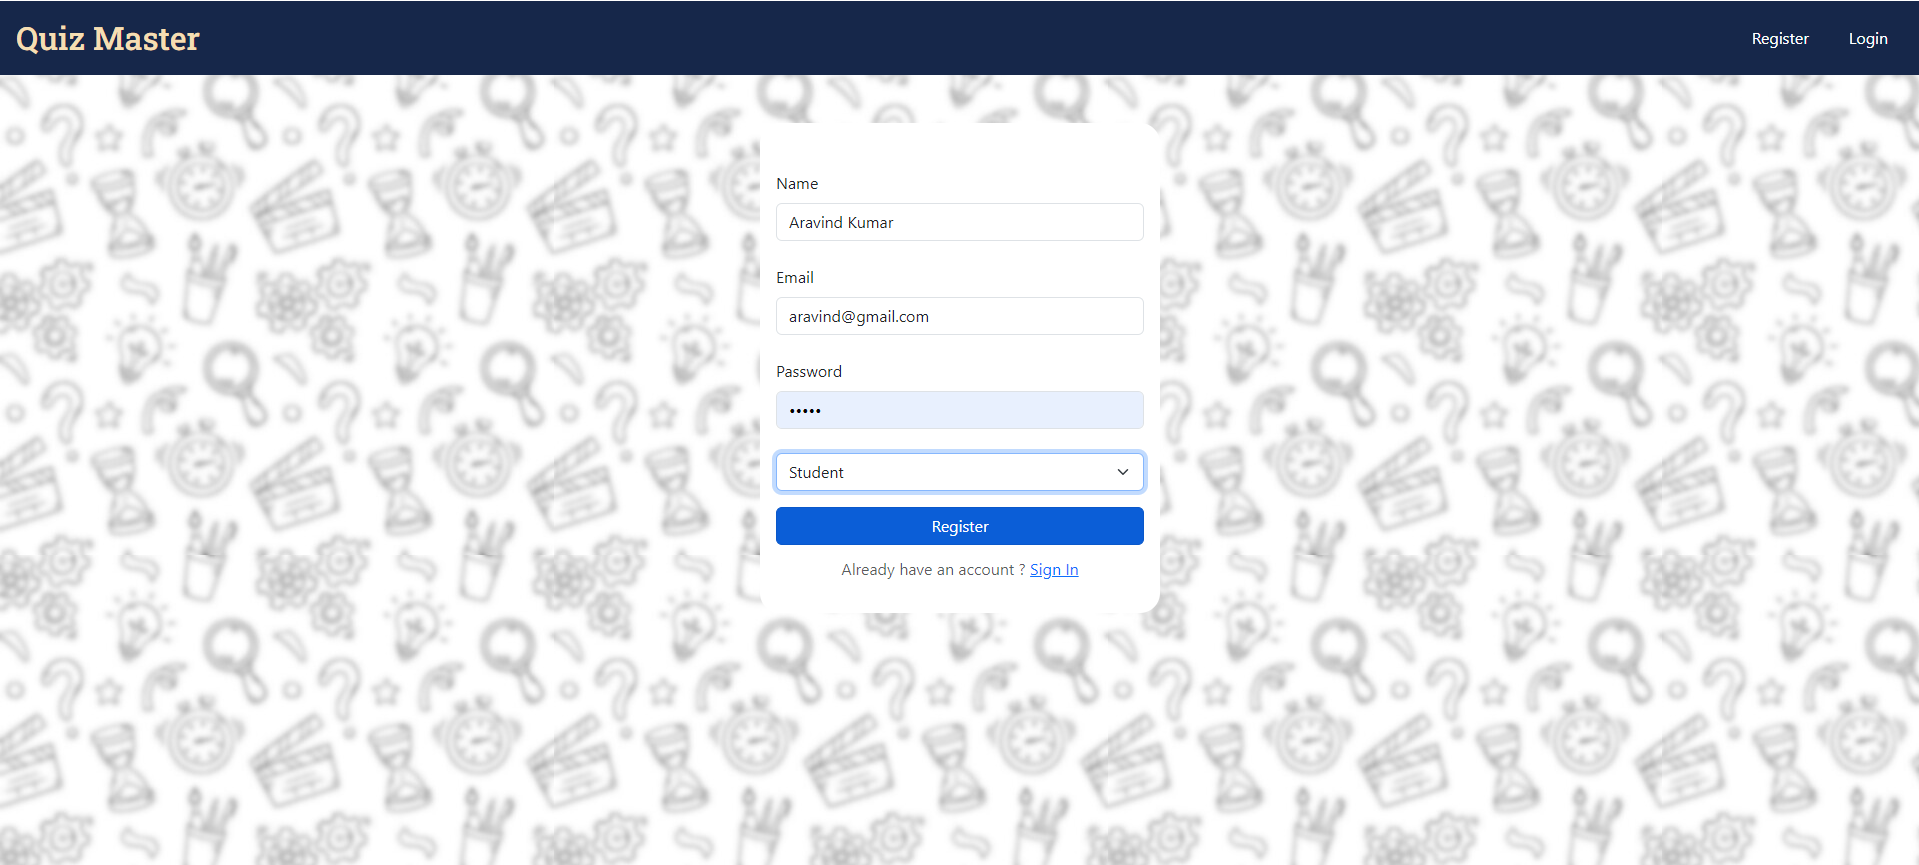 Quiz Master
Register Login
Name
Aravind Kumar
Email
aravind@gmail.com
Password
•••••
Student
Register
Already have an account ? Sign In